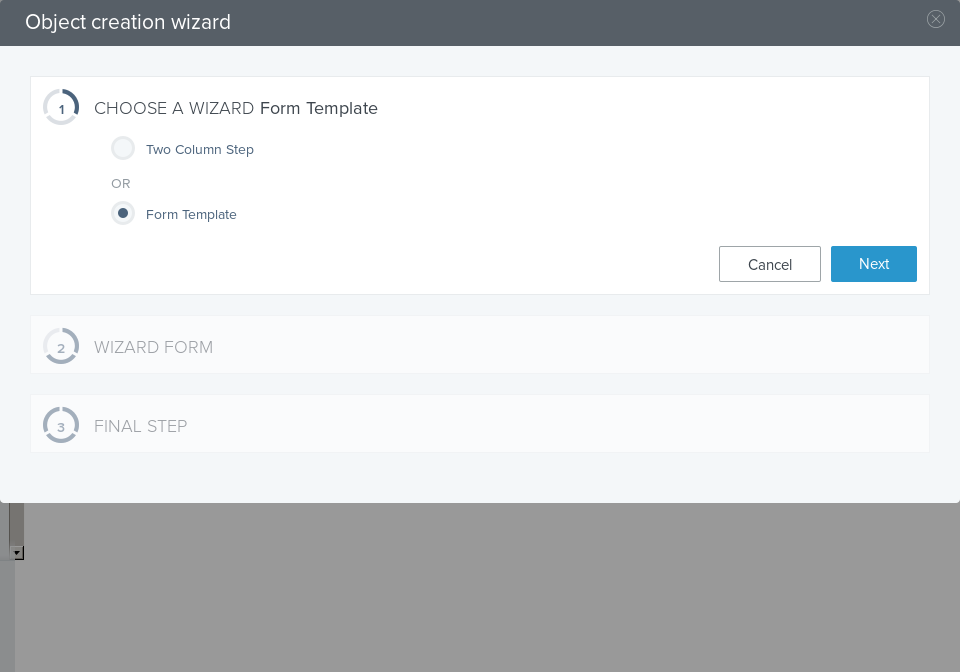 Object creation wizard
1
CHOOSE A WIZARD Form Template
Two Column Step
OR
Form Template
Cancel
Next
2
WIZARD FORM
3
FINAL STEP